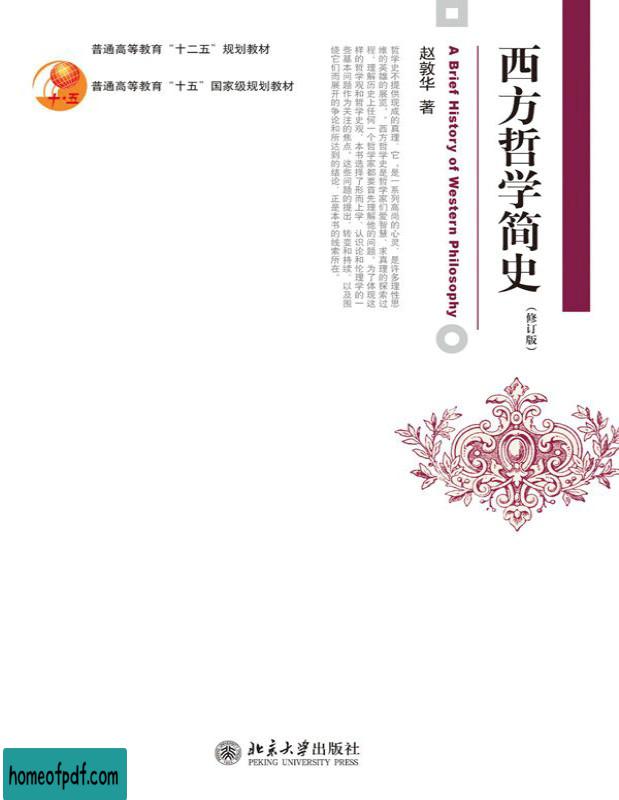 普通高等教育“十二五”规划教材
普通高等教育“十五”国家级规划教材
十·五
西方哲学简史
（修订版）
A Brief History of Western Philosophy
赵敦华 著
哲学史不提供现成的真理，它，是一系列高尚的心灵，是许多理性思
维的英雄的展览，。西方哲学史是哲学家们爱智慧、求真理的探索过
程，理解历史上任何一个哲学家都要首先理解他的问题。为了体现这
样的哲学观和哲学史观，本书选择了形而上学、认识论和伦理学的一
些基本问题作为关注的焦点，这些问题的提出、转变和持续，以及围
绕它们而展开的争论和所达到的结论，正是本书的线索所在。
北京大学出版社
PEKING UNIVERSITY PRESS
homeofpdf.com